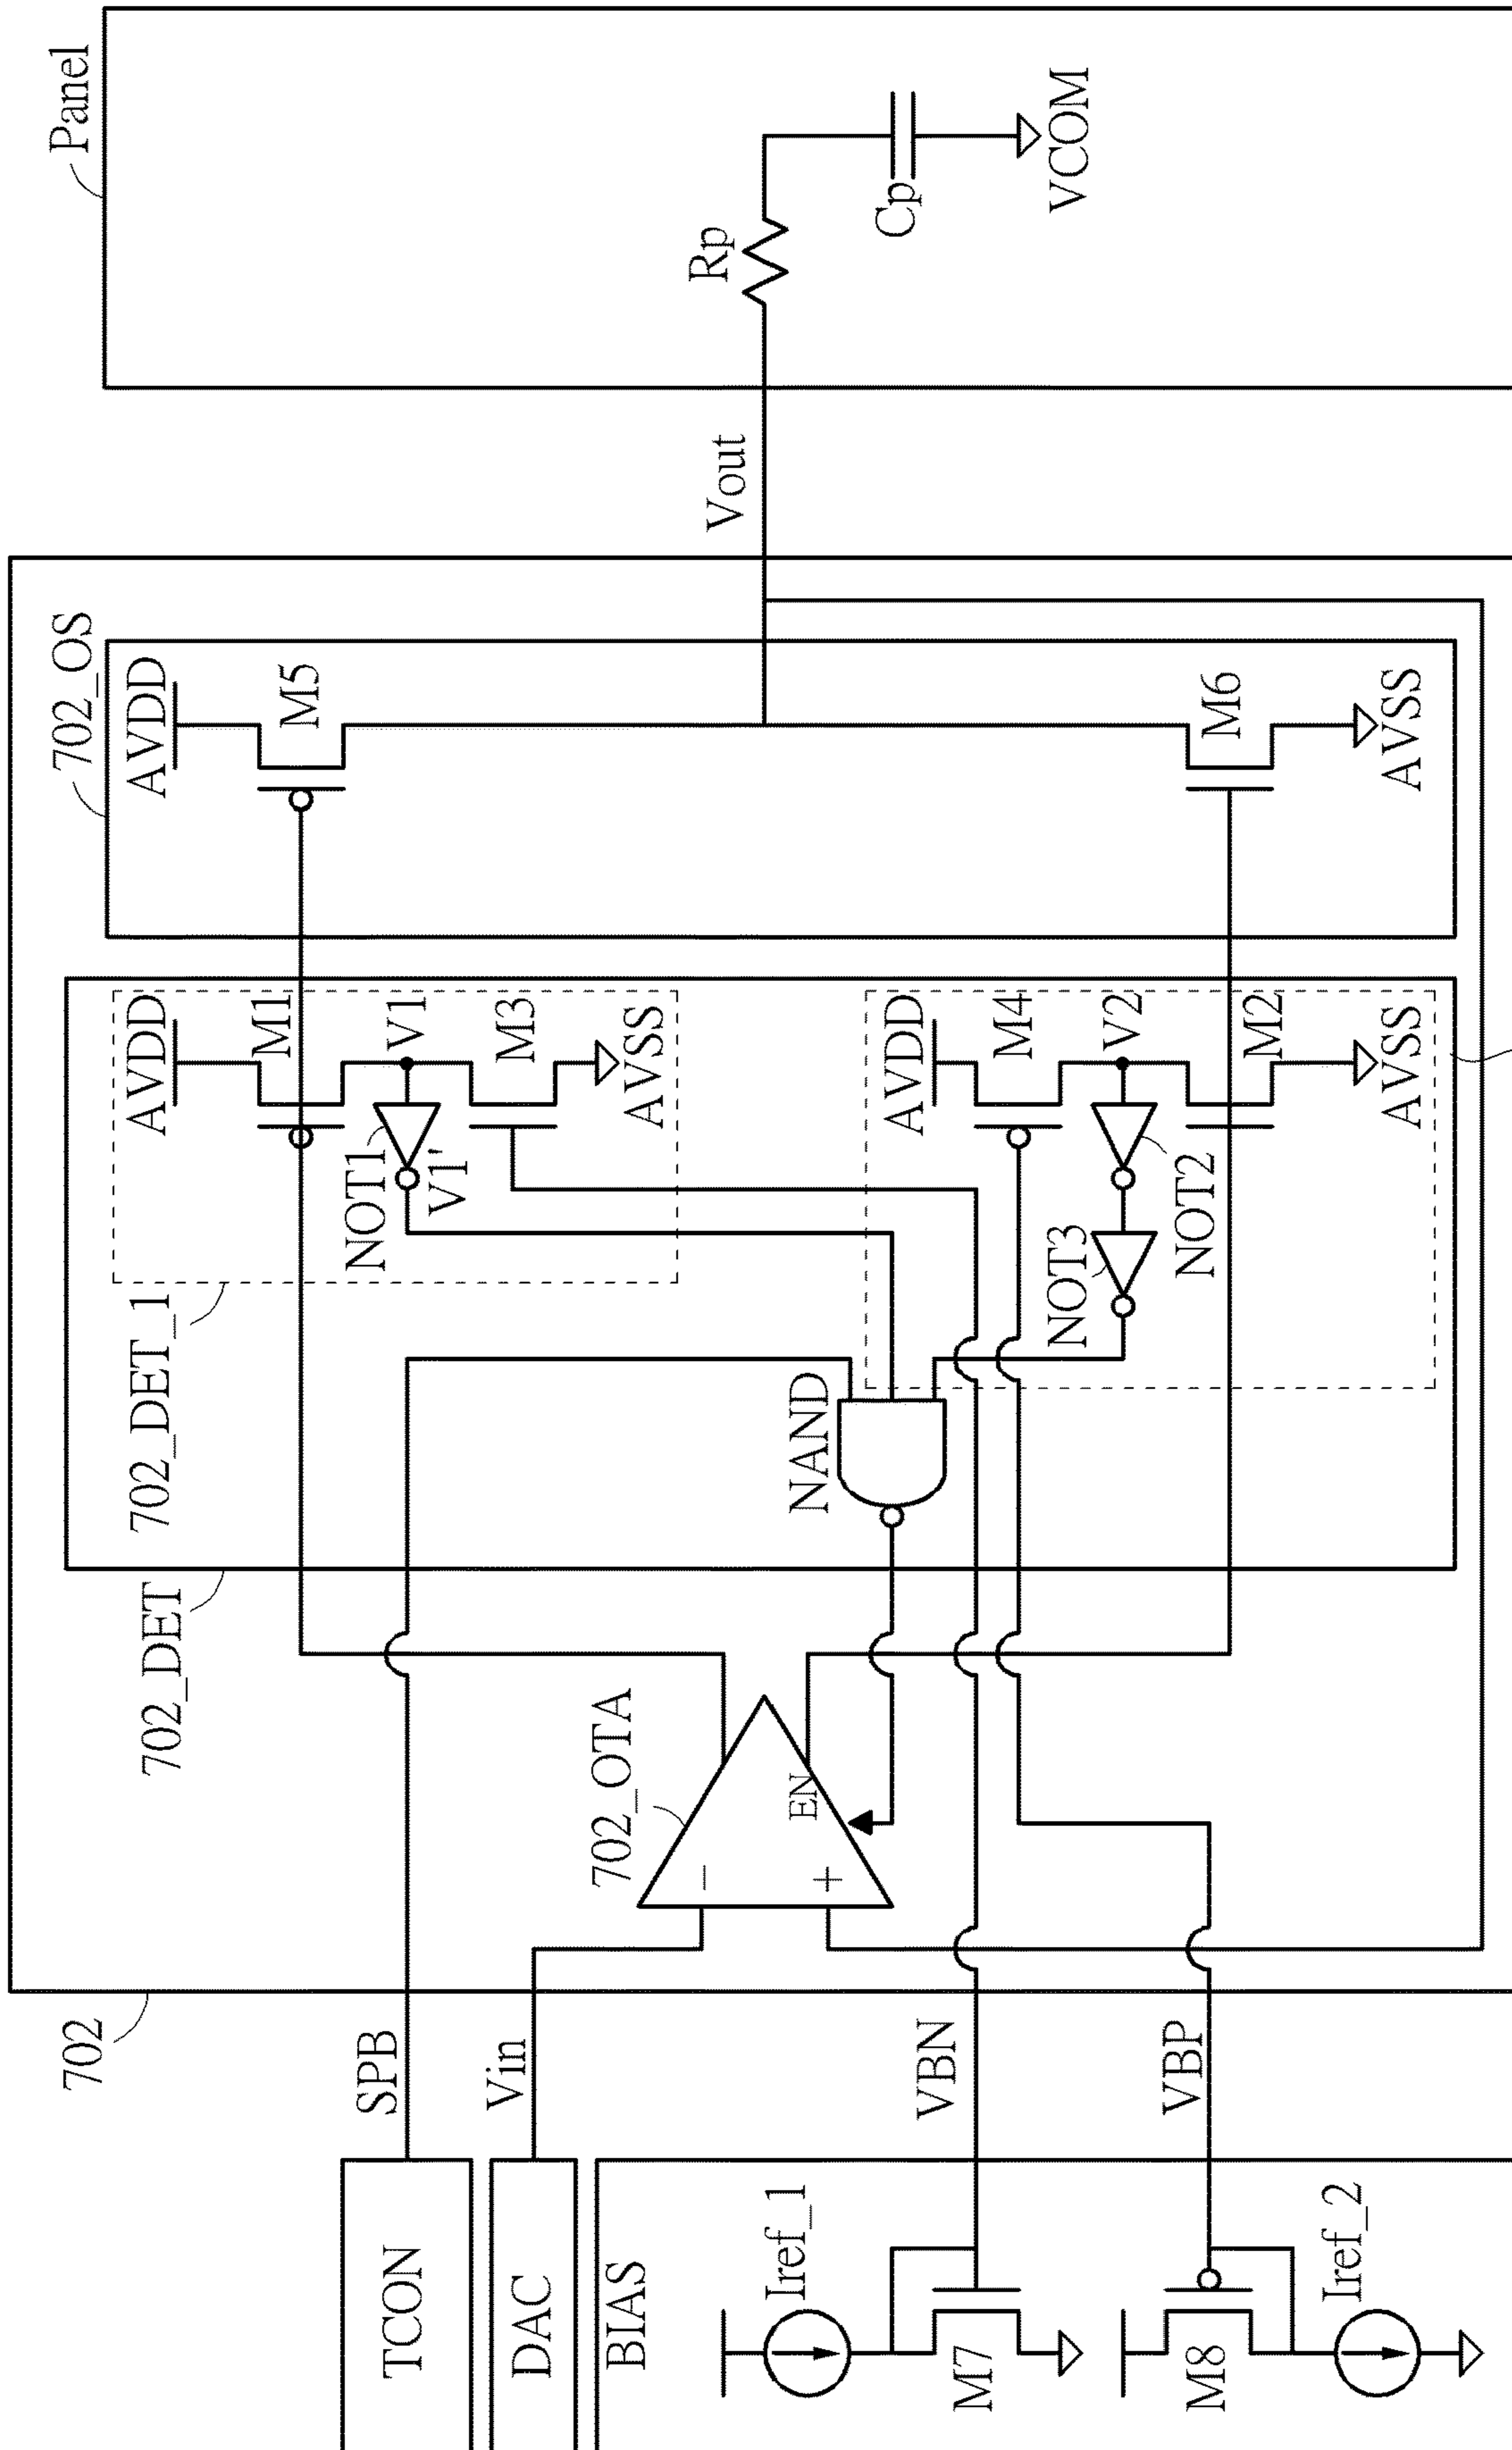 Panel
Rp
Cp
VCOM
Vout
702_OS
AVDD
M5
M6
AVSS
AVDD
M1
V1
M3
AVSS
NOT1
V1'
AVDD
M4
V2
M2
AVSS
NOT2
NOT3
702_DET_1
NAND
702_DET
702_OTA
EN
−
+
702
SPB
Vin
VBN
VBP
TCON
DAC
BIAS
Iref_1
M7
M8
Iref_2